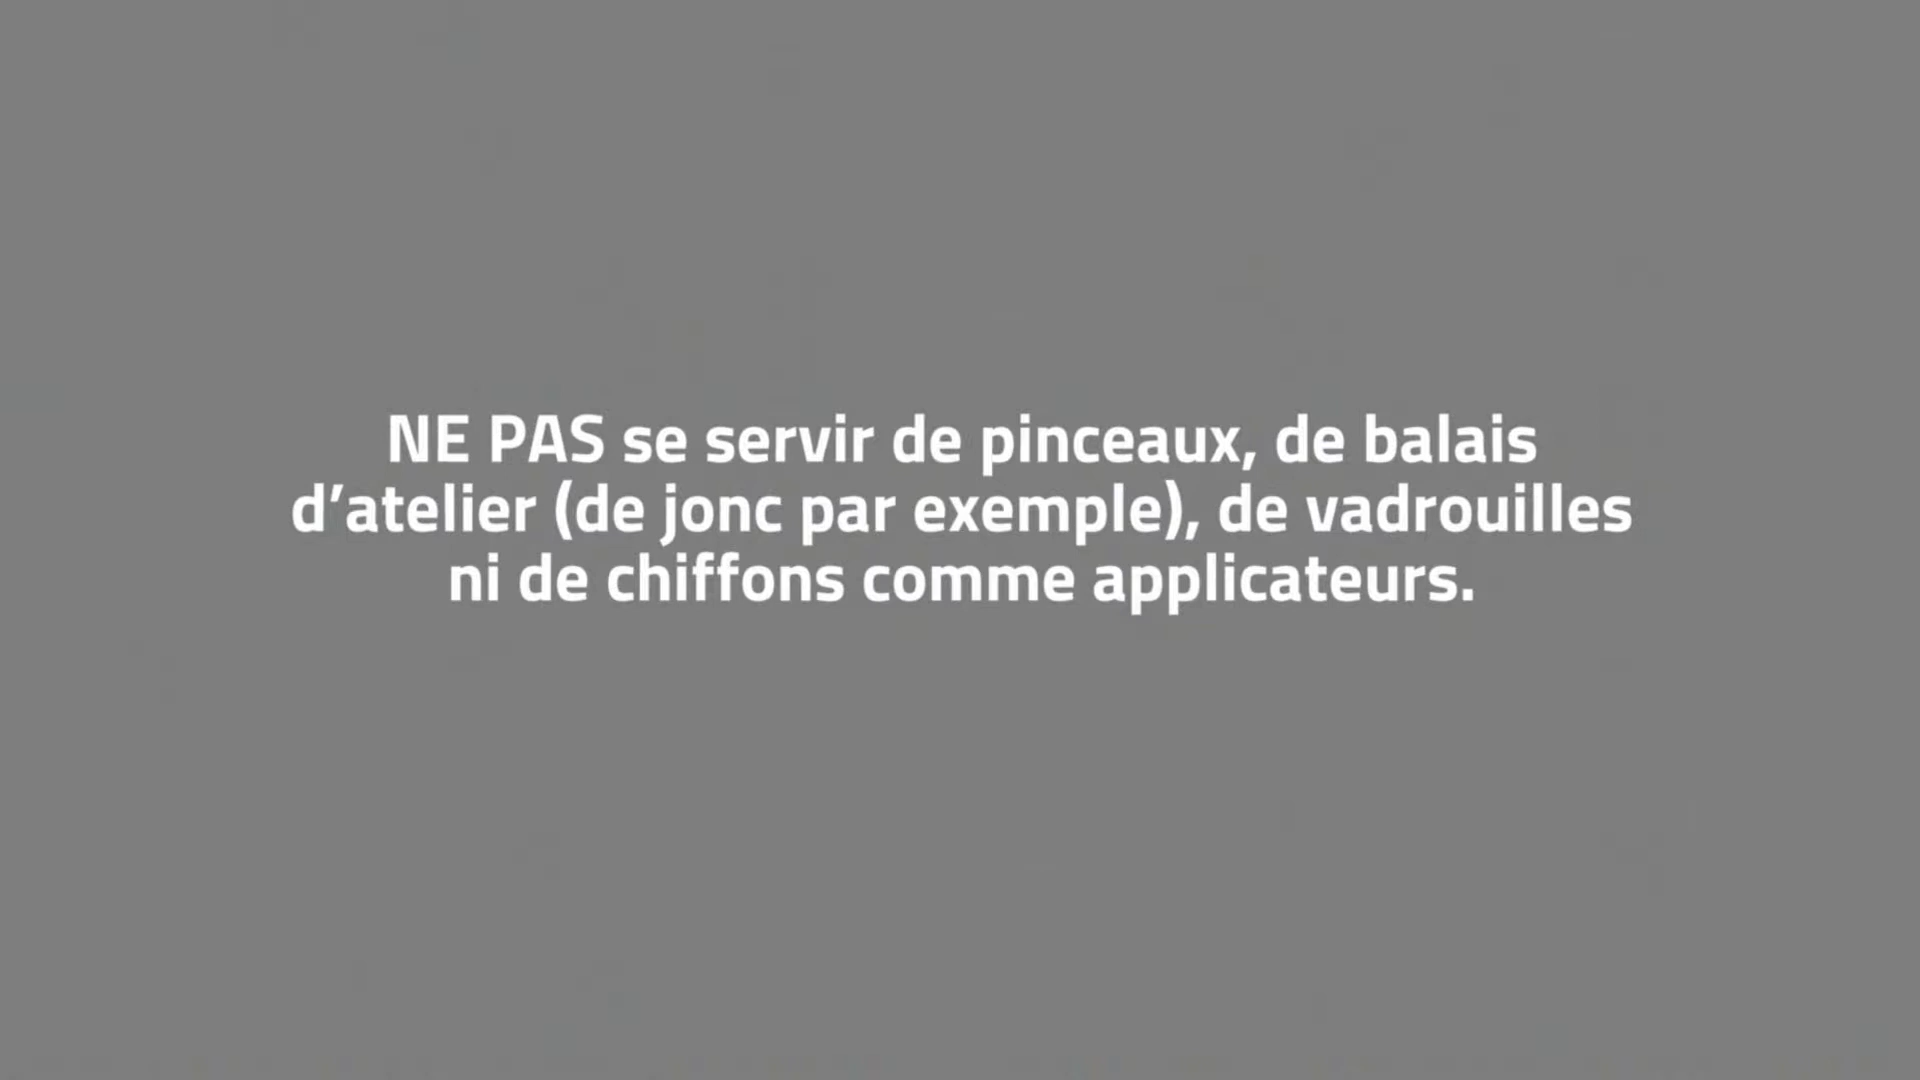 NE PAS se servir de pinceaux, de balais
d’atelier (de jonc par exemple), de vadrouilles
ni de chiffons comme applicateurs.